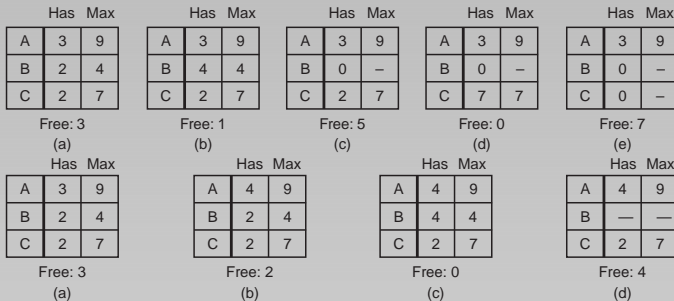 Has Max Has Max Has Max Has Max Has Max
A 3 9 A 3 9 A 3 9 A 3 9 A 3 9
B 2 4 B 4 4 B 0 – B 0 – B 0 –
C 2 7 C 2 7 C 2 7 C 7 7 C 0 –
Free: 3 Free: 1 Free: 5 Free: 0 Free: 7
(a) (b) (c) (d) (e)
Has Max Has Max Has Max Has Max
A 3 9 A 4 9 A 4 9 A 4 9
B 2 4 B 2 4 B 4 4 B — —
C 2 7 C 2 7 C 2 7 C 2 7
Free: 3 Free: 2 Free: 0 Free: 4
(a) (b) (c) (d)